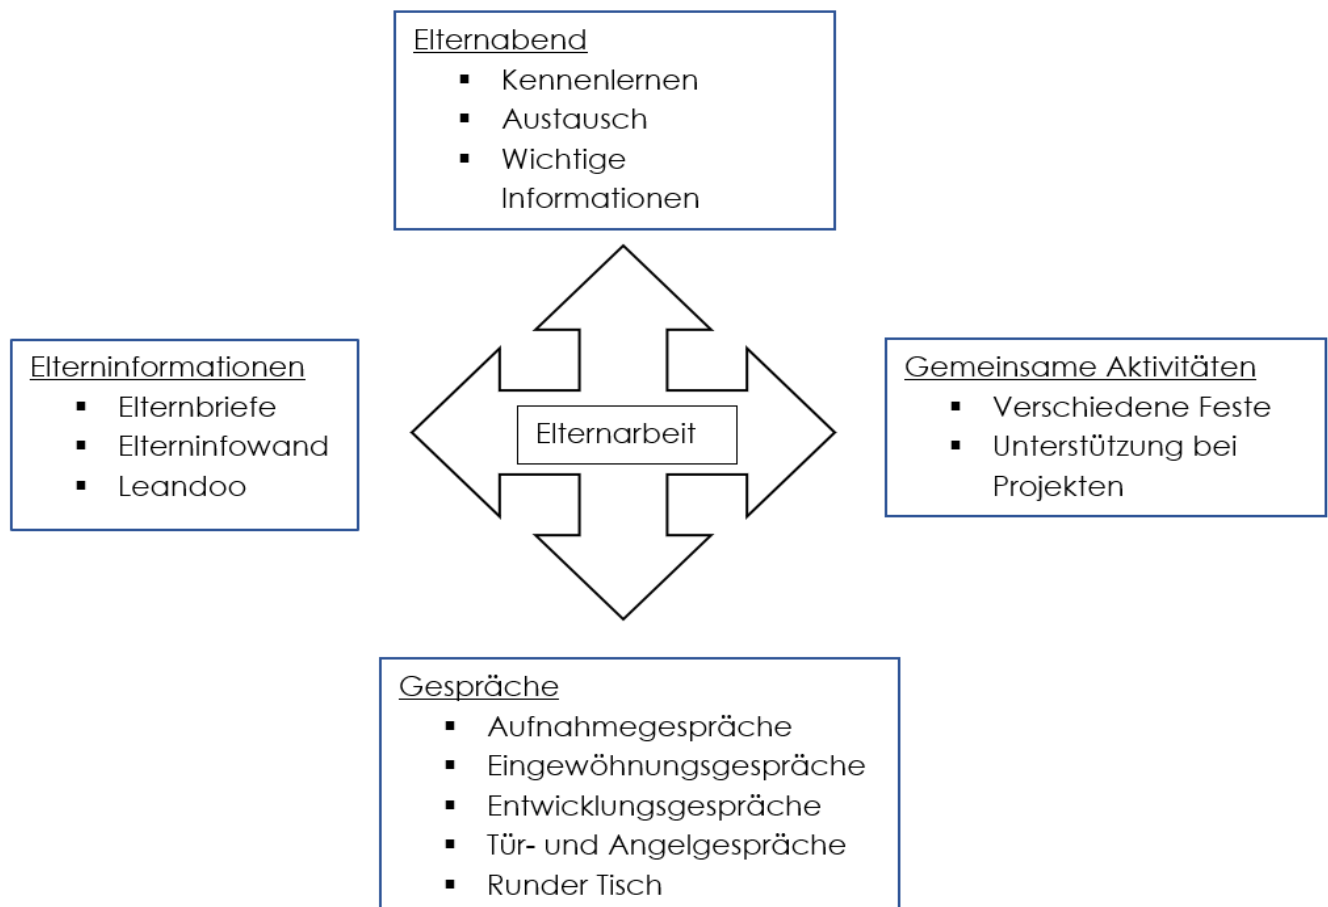 Elternabend
▪ Kennenlernen
▪ Austausch
▪ Wichtige
Informationen
Elterninformationen
▪ Elternbriefe
▪ Elterninfowand
▪ Leandoo
Elternarbeit
Gemeinsame Aktivitäten
▪ Verschiedene Feste
▪ Unterstützung bei
Projekten
Gespräche
▪ Aufnahmegespräche
▪ Eingewöhnungsgespräche
▪ Entwicklungsgespräche
▪ Tür- und Angelgespräche
▪ Runder Tisch